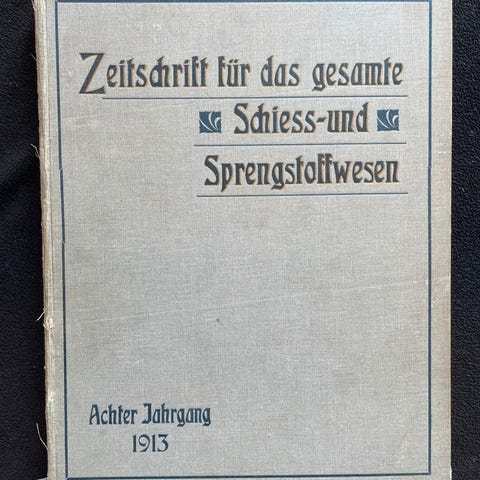 Zeitschrift für das gesamte
Schiess-und
Sprengstoffwesen
Achter Jahrgang
1913